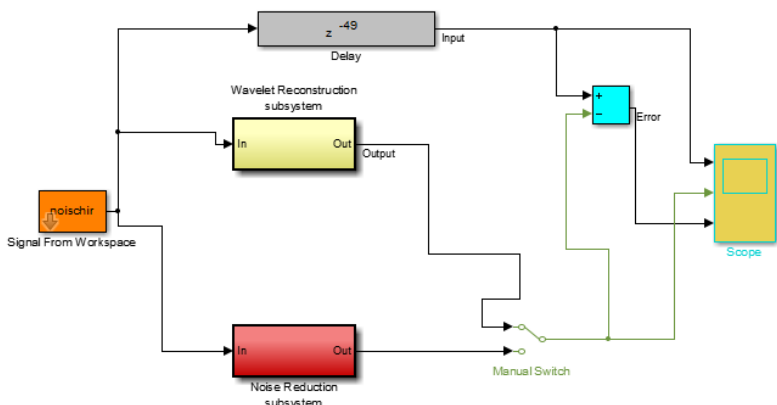 z -49
Input
Delay
Wavelet Reconstruction
subsystem
+
−
Error
In
Out
Output
noischir
Signal From Workspace
Scope
In
Out
Manual Switch
Noise Reduction
subsystem